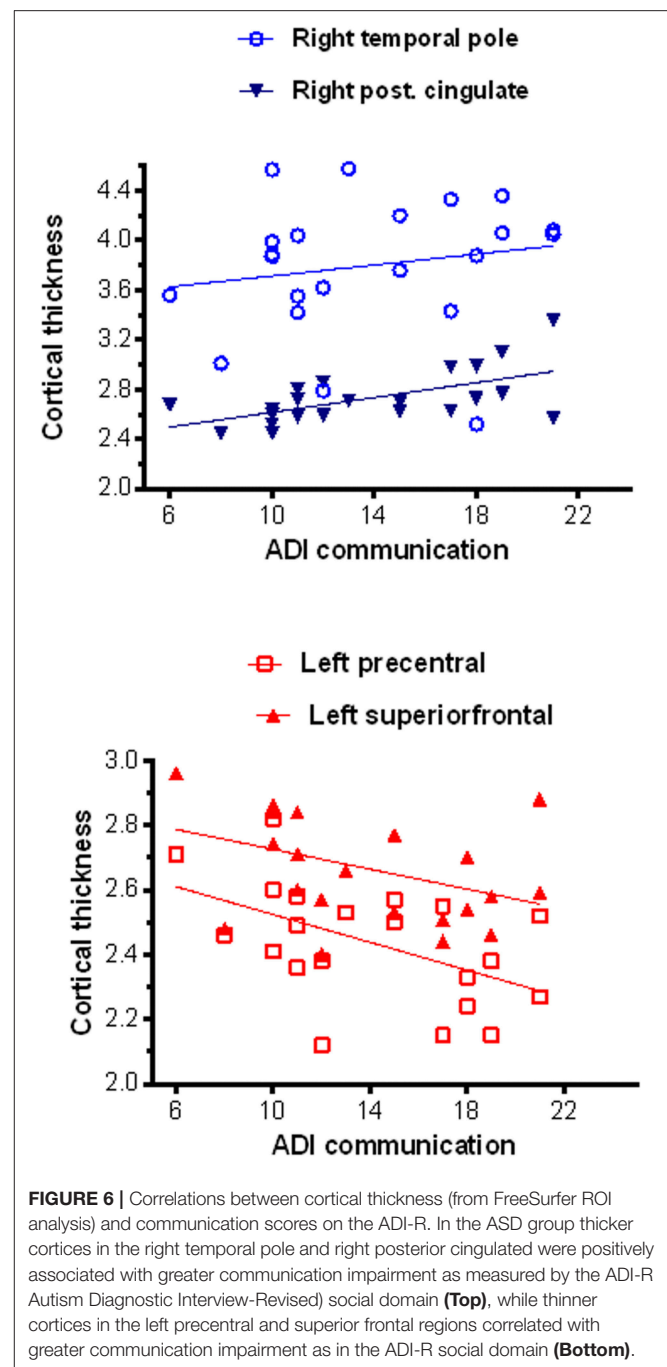 Right temporal pole
Right post. cingulate
4.4
4.0
3.6
3.2
2.8
2.4
2.0
Cortical thickness
6 10 14 18 22
ADI communication
Left precentral
Left superiorfrontal
3.0
2.8
2.6
2.4
2.2
2.0
Cortical thickness
6 10 14 18 22
ADI communication
FIGURE 6 | Correlations between cortical thickness (from FreeSurfer ROI
analysis) and communication scores on the ADI-R. In the ASD group thicker
cortices in the right temporal pole and right posterior cingulated were positively
associated with greater communication impairment as measured by the ADI-R
Autism Diagnostic Interview-Revised) social domain (Top), while thinner
cortices in the left precentral and superior frontal regions correlated with
greater communication impairment as in the ADI-R social domain (Bottom).